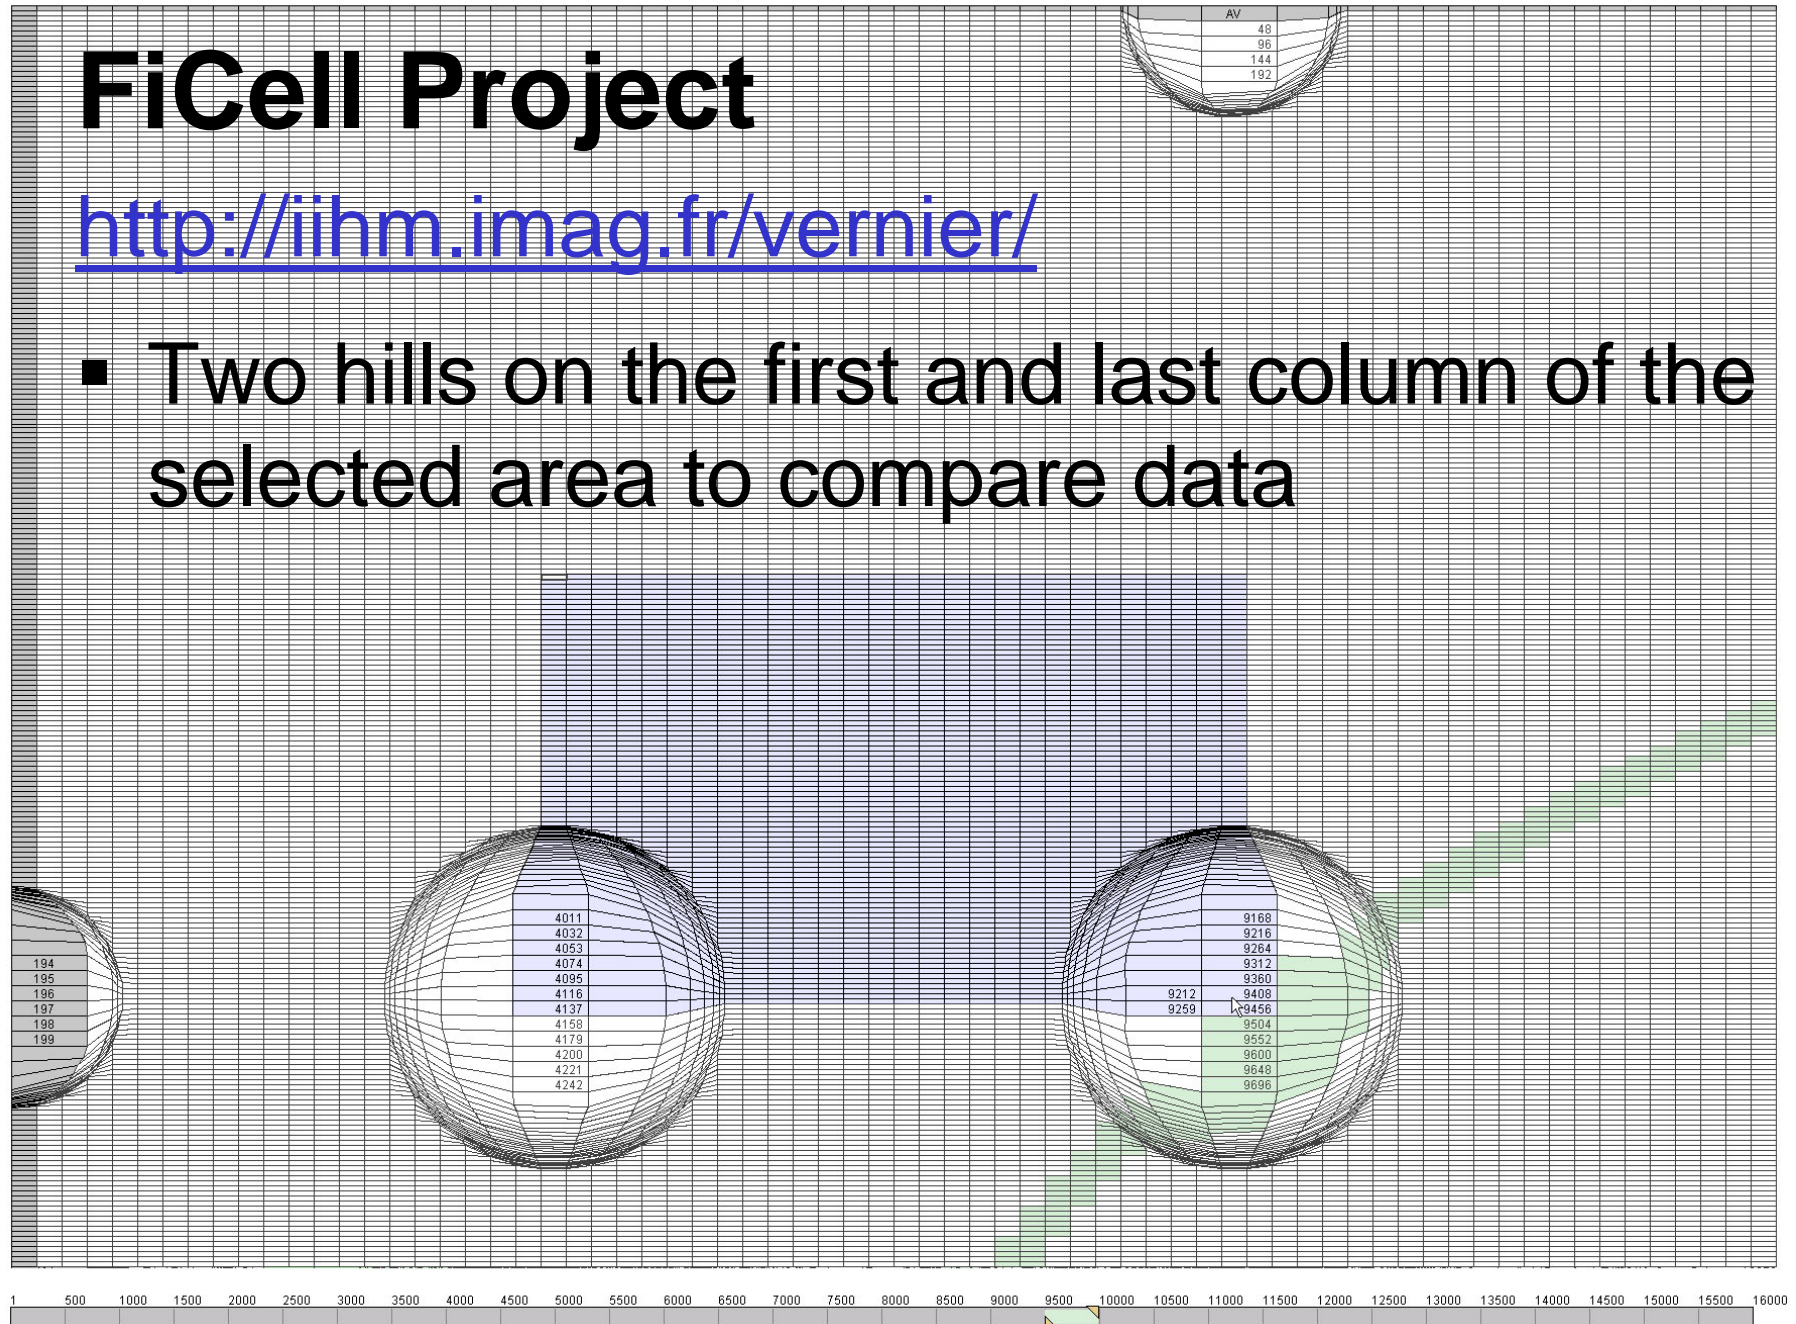 AV
48
96
144
192
FiCell Project
http://iihm.imag.fr/vernier/
▪ Two hills on the first and last column of the
selected area to compare data
4011 9168
4032 9216
4053 9264
194 4074 9312
195 4095 9360
196 4116 9212 9408
197 4137 9259 9456
198 4158 9504
199 4179 9552
4200 9600
4221 9648
4242 9696
1 500 1000 1500 2000 2500 3000 3500 4000 4500 5000 5500 6000 6500 7000 7500 8000 8500 9000 9500 10000 10500 11000 11500 12000 12500 13000 13500 14000 14500 15000 15500 16000